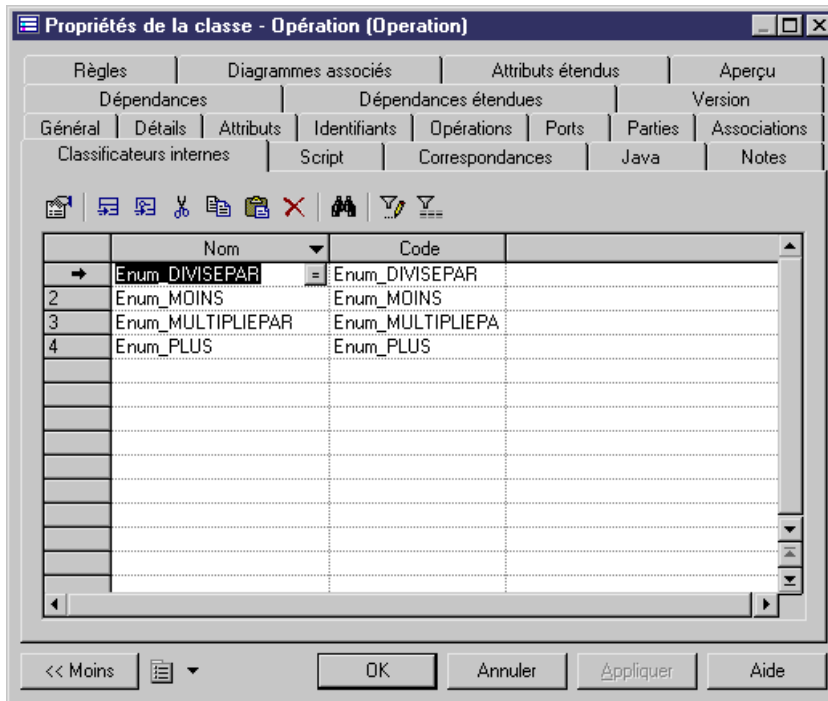 Propriétés de la classe - Opération (Operation)
Règles Diagrammes associés Attributs étendus Aperçu
Dépendances Dépendances étendues Version
Général Détails Attributs Identifiants Opérations Ports Parties Associations
Classificateurs internes Script Correspondances Java Notes
Nom Code
Enum_DIVISEPAR = Enum_DIVISEPAR
2 Enum_MOINS Enum_MOINS
3 Enum_MULTIPLIEPAR Enum_MULTIPLIEPA
4 Enum_PLUS Enum_PLUS
<< Moins OK Annuler Appliquer Aide